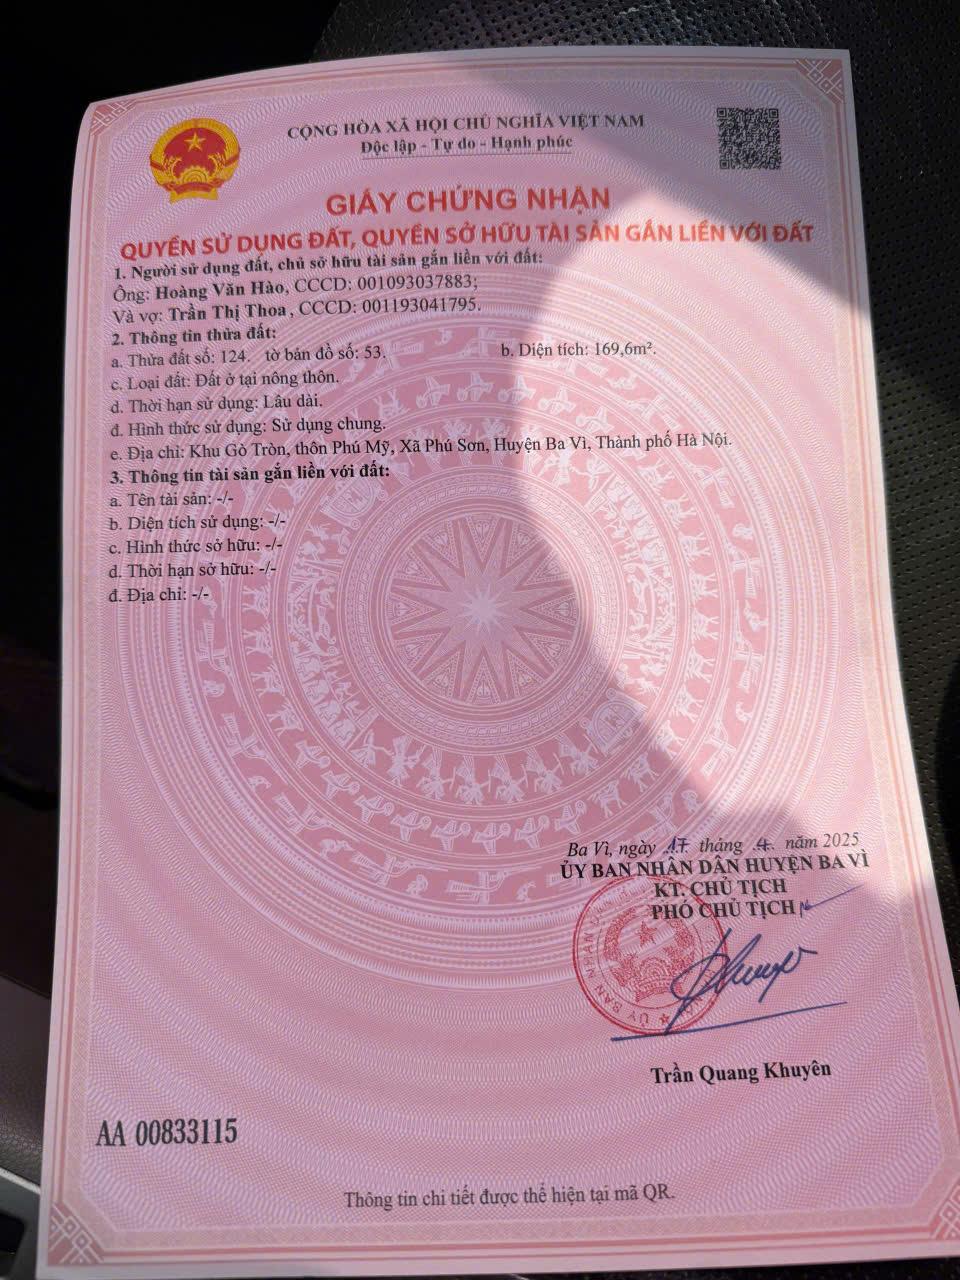 CỘNG HÒA XÃ HỘI CHỦ NGHĨA VIỆT NAM
Độc lập - Tự do - Hạnh phúc
GIẤY CHỨNG NHẬN
QUYỀN SỬ DỤNG ĐẤT, QUYỀN SỞ HỮU TÀI SẢN GẮN LIỀN VỚI ĐẤT
1. Người sử dụng đất, chủ sở hữu tài sản gắn liền với đất:
Ông: Hoàng Văn Hào, CCCD: 001093037883;
Và vợ: Trần Thị Thoa, CCCD: 001193041795.
2. Thông tin thửa đất:
a. Thửa đất số: 124. tờ bản đồ số: 53. b. Diện tích: 169,6m².
c. Loại đất: Đất ở tại nông thôn.
d. Thời hạn sử dụng: Lâu dài.
đ. Hình thức sử dụng: Sử dụng chung.
e. Địa chỉ: Khu Gò Tròn, thôn Phú Mỹ, Xã Phú Sơn, Huyện Ba Vì, Thành phố Hà Nội.
3. Thông tin tài sản gắn liền với đất:
a. Tên tài sản: -/-
b. Diện tích sử dụng: -/-
c. Hình thức sở hữu: -/-
d. Thời hạn sở hữu: -/-
đ. Địa chỉ: -/-
Ba Vì, ngày 17 tháng 4 năm 2025
ỦY BAN NHÂN DÂN HUYỆN BA VÌ
KT. CHỦ TỊCH
PHÓ CHỦ TỊCH
ỦY BAN NHÂN
Trần Quang Khuyên
AA 00833115
Thông tin chi tiết được thể hiện tại mã QR.